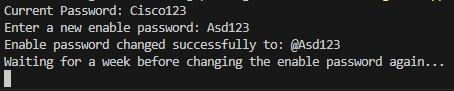 Current Password: Cisco123
Enter a new enable password: Asd123
Enable password changed successfully to: @Asd123
Waiting for a week before changing the enable password again...